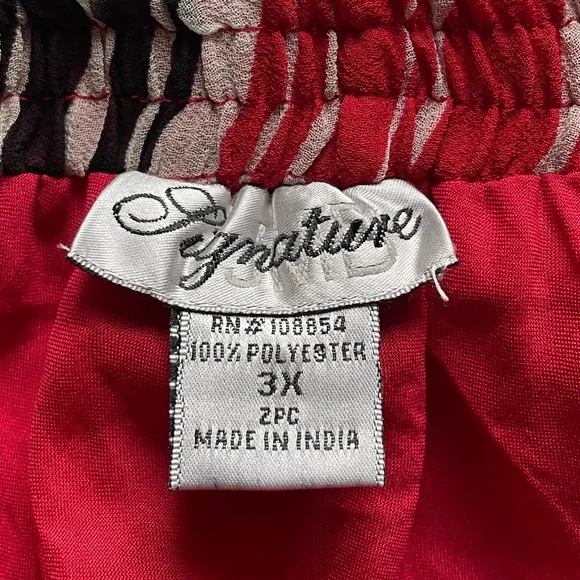 Signature
RN# 108854
100% POLYESTER
3X
2PC
MADE IN INDIA